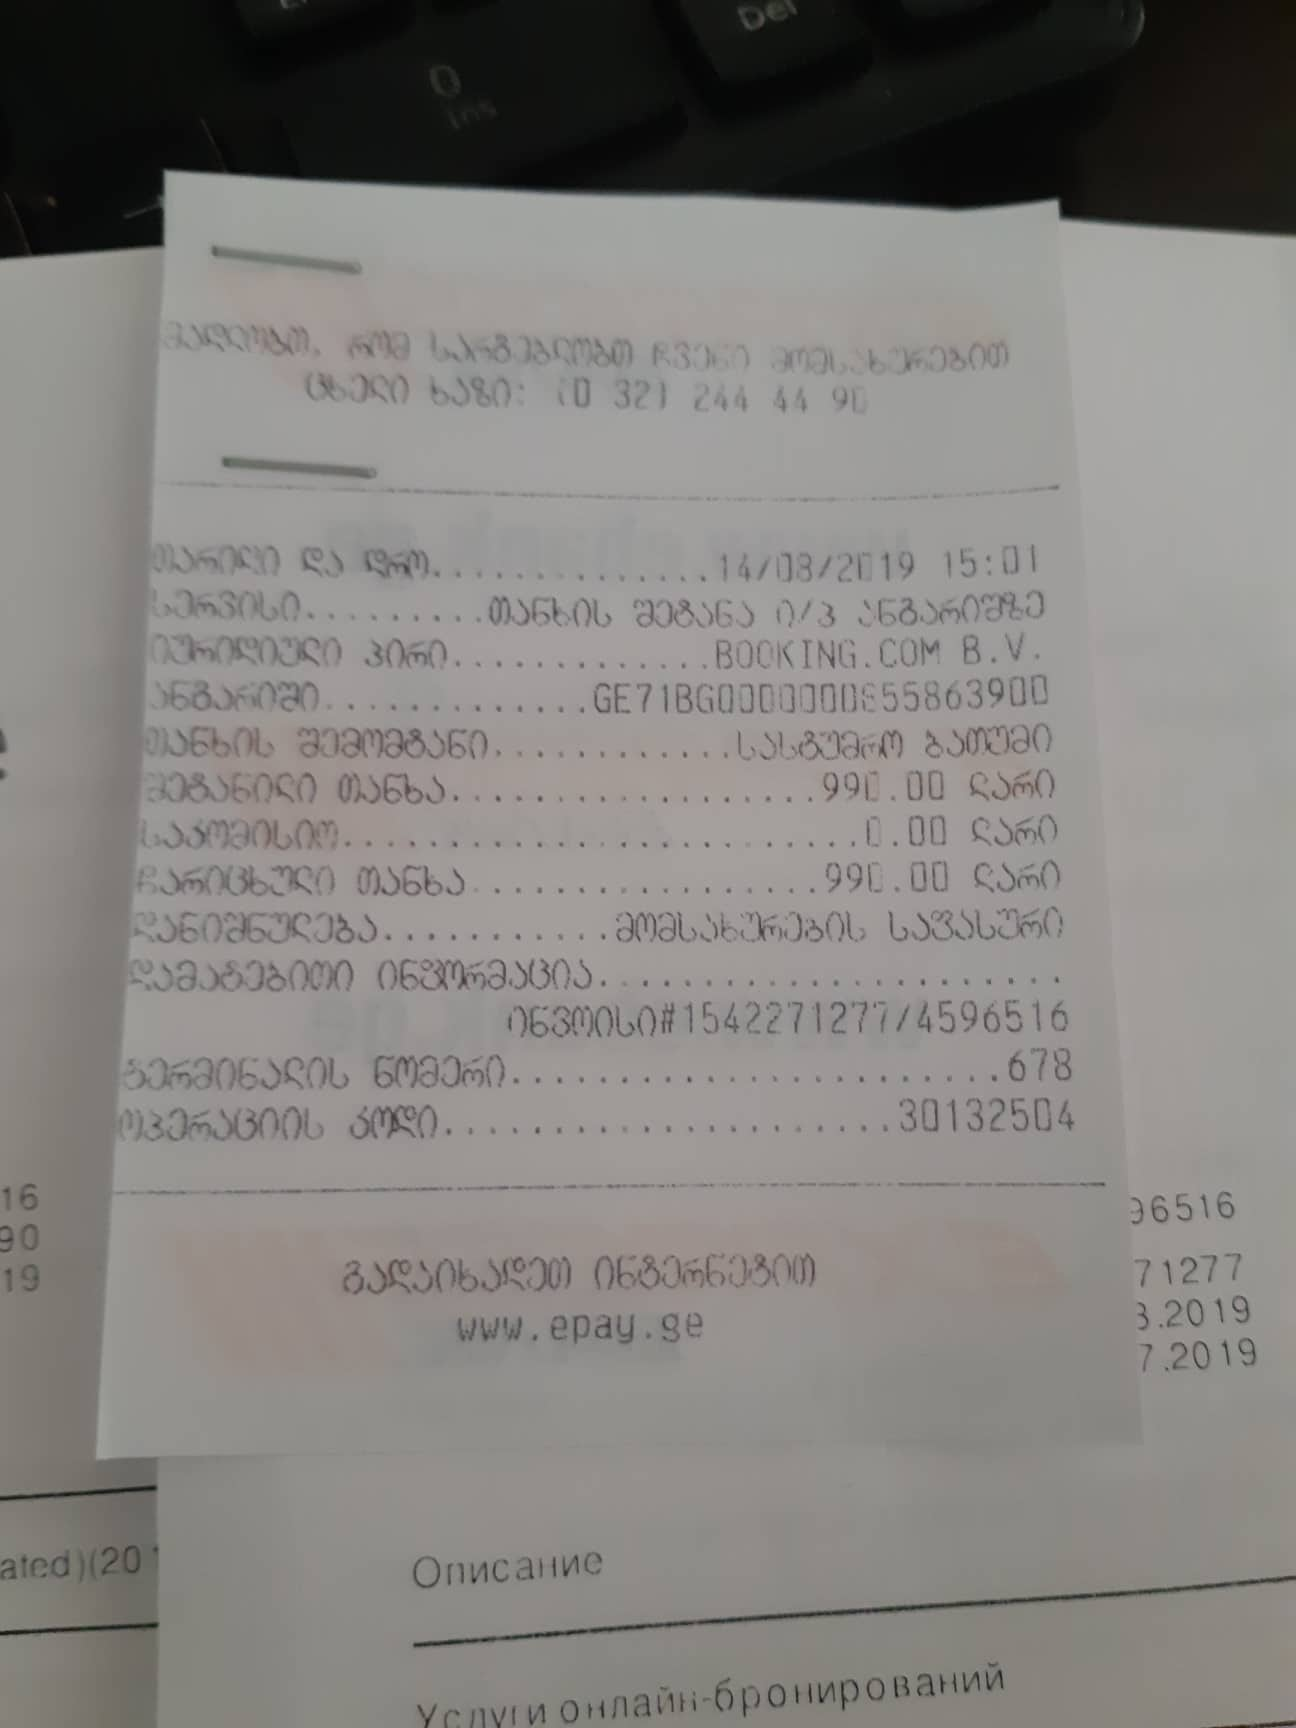 Del
0
Ins
მადლობთ, რომ სარგებლობთ ჩვენი მომსახურებით
ცხელი ხაზი: (0 32) 244 44 90
თარიღი და დრო..............14/08/2019 15:01
სერვისი.........თანხის შეტანა ი/პ ანგარიშზე
იურიდიული პირი.............BOOKING.COM B.V.
ანგარიში.............GE71BG0000000655863900
თანხის შემომტანი............სასტუმრო ბათუმი
შეტანილი თანხა..................990.00 ლარი
საკომისიო.........................0.00 ლარი
ჩარიცხული თანხა.................990.00 ლარი
დანიშნულება...........მომსახურების საფასური
დამატებითი ინფორმაცია......................
ინვოისი#1542271277/4596516
ტერმინალის ნომერი.......................678
ოპერაციის კოდი.....................30132504
16
90
19
96516
71277
8.2019
7.2019
გადაიხადეთ ინტერნეტით
www.epay.ge
ated)(20
Описание
Услуги онлайн-бронирований